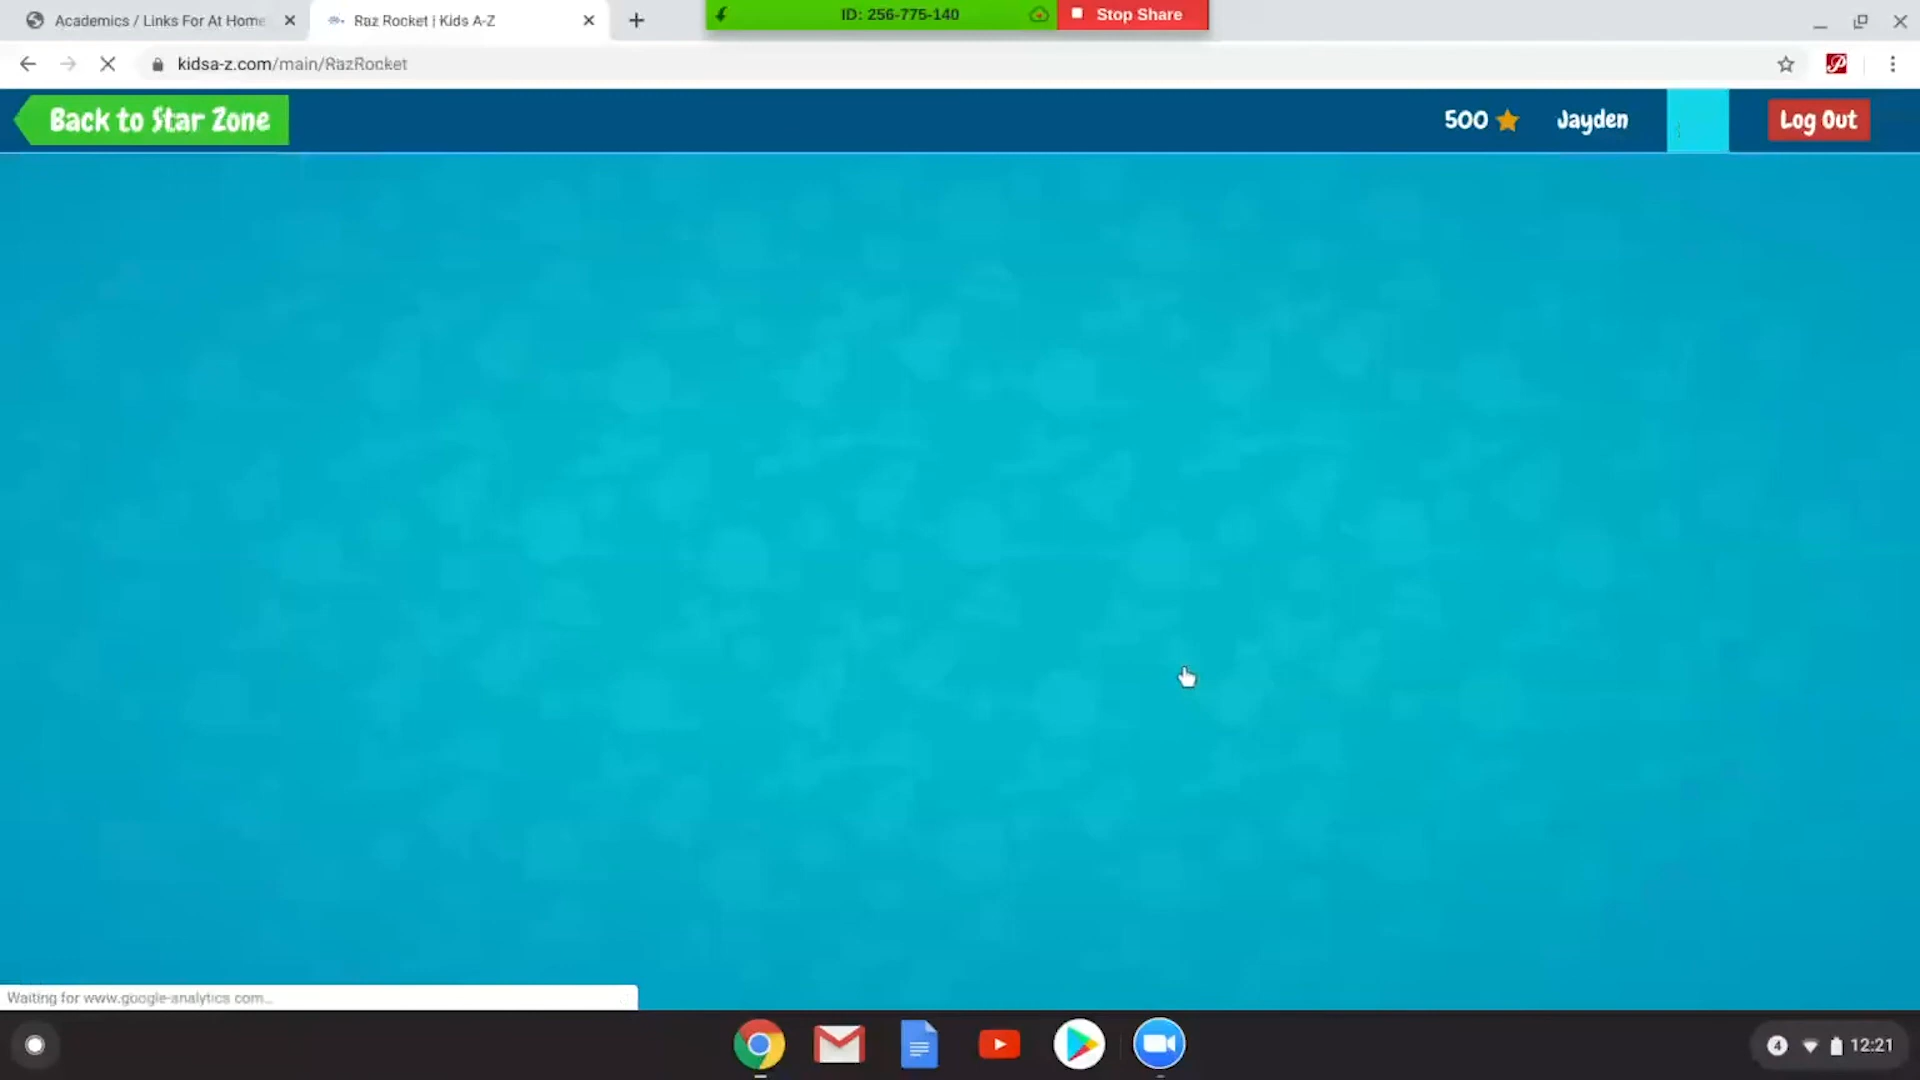 Academics / Links For At Home
Raz Rocket | Kids A-Z
ID: 256-775-140
Stop Share
kidsa-z.com/main/RazRocket
Back to Star Zone
500
Jayden
Log Out
Waiting for www.google-analytics.com...
4
12:21